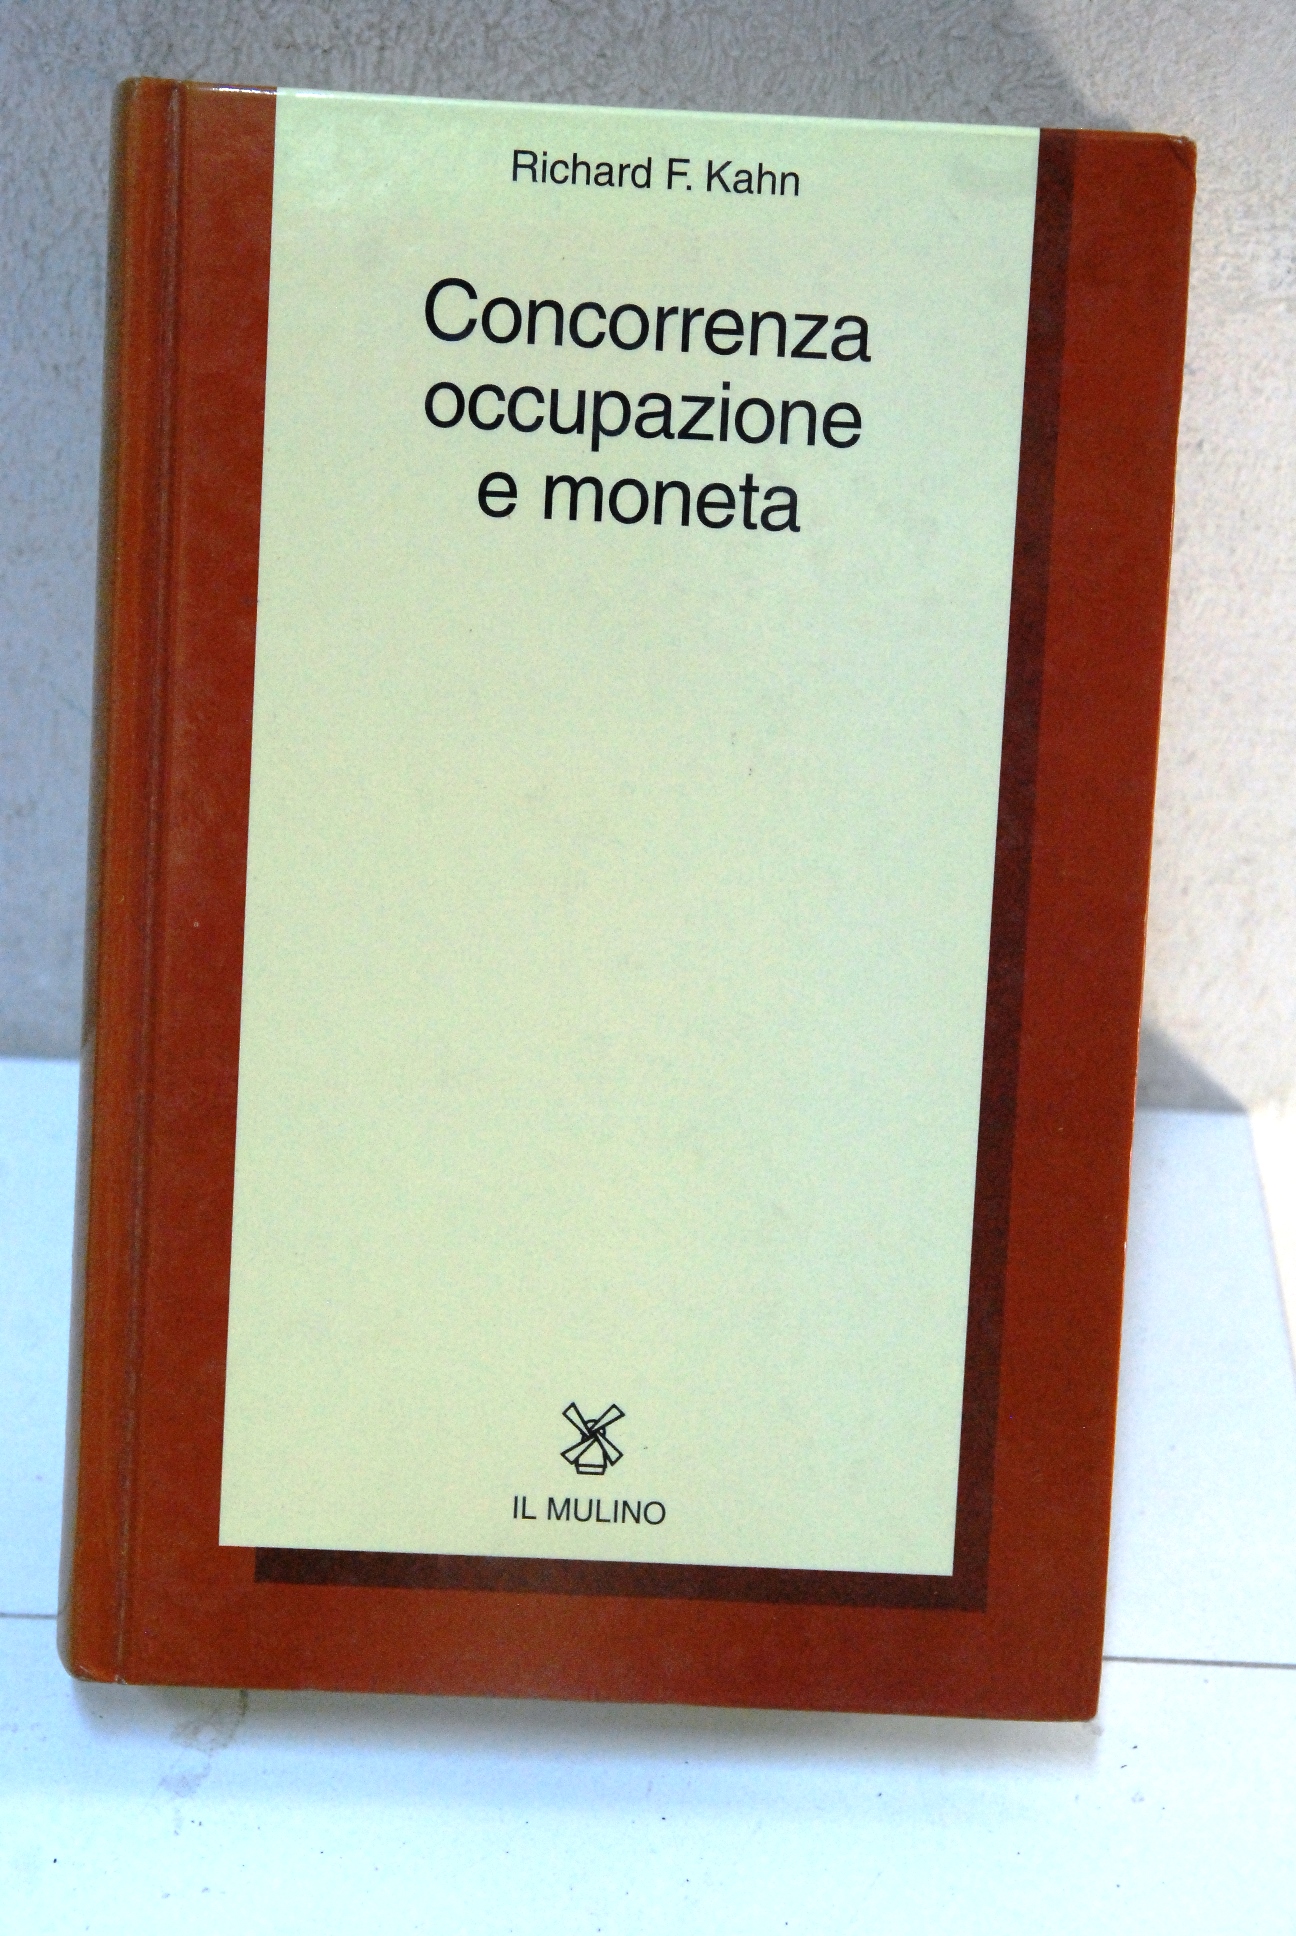 Richard F. Kahn
Concorrenza
occupazione
e moneta
IL MULINO